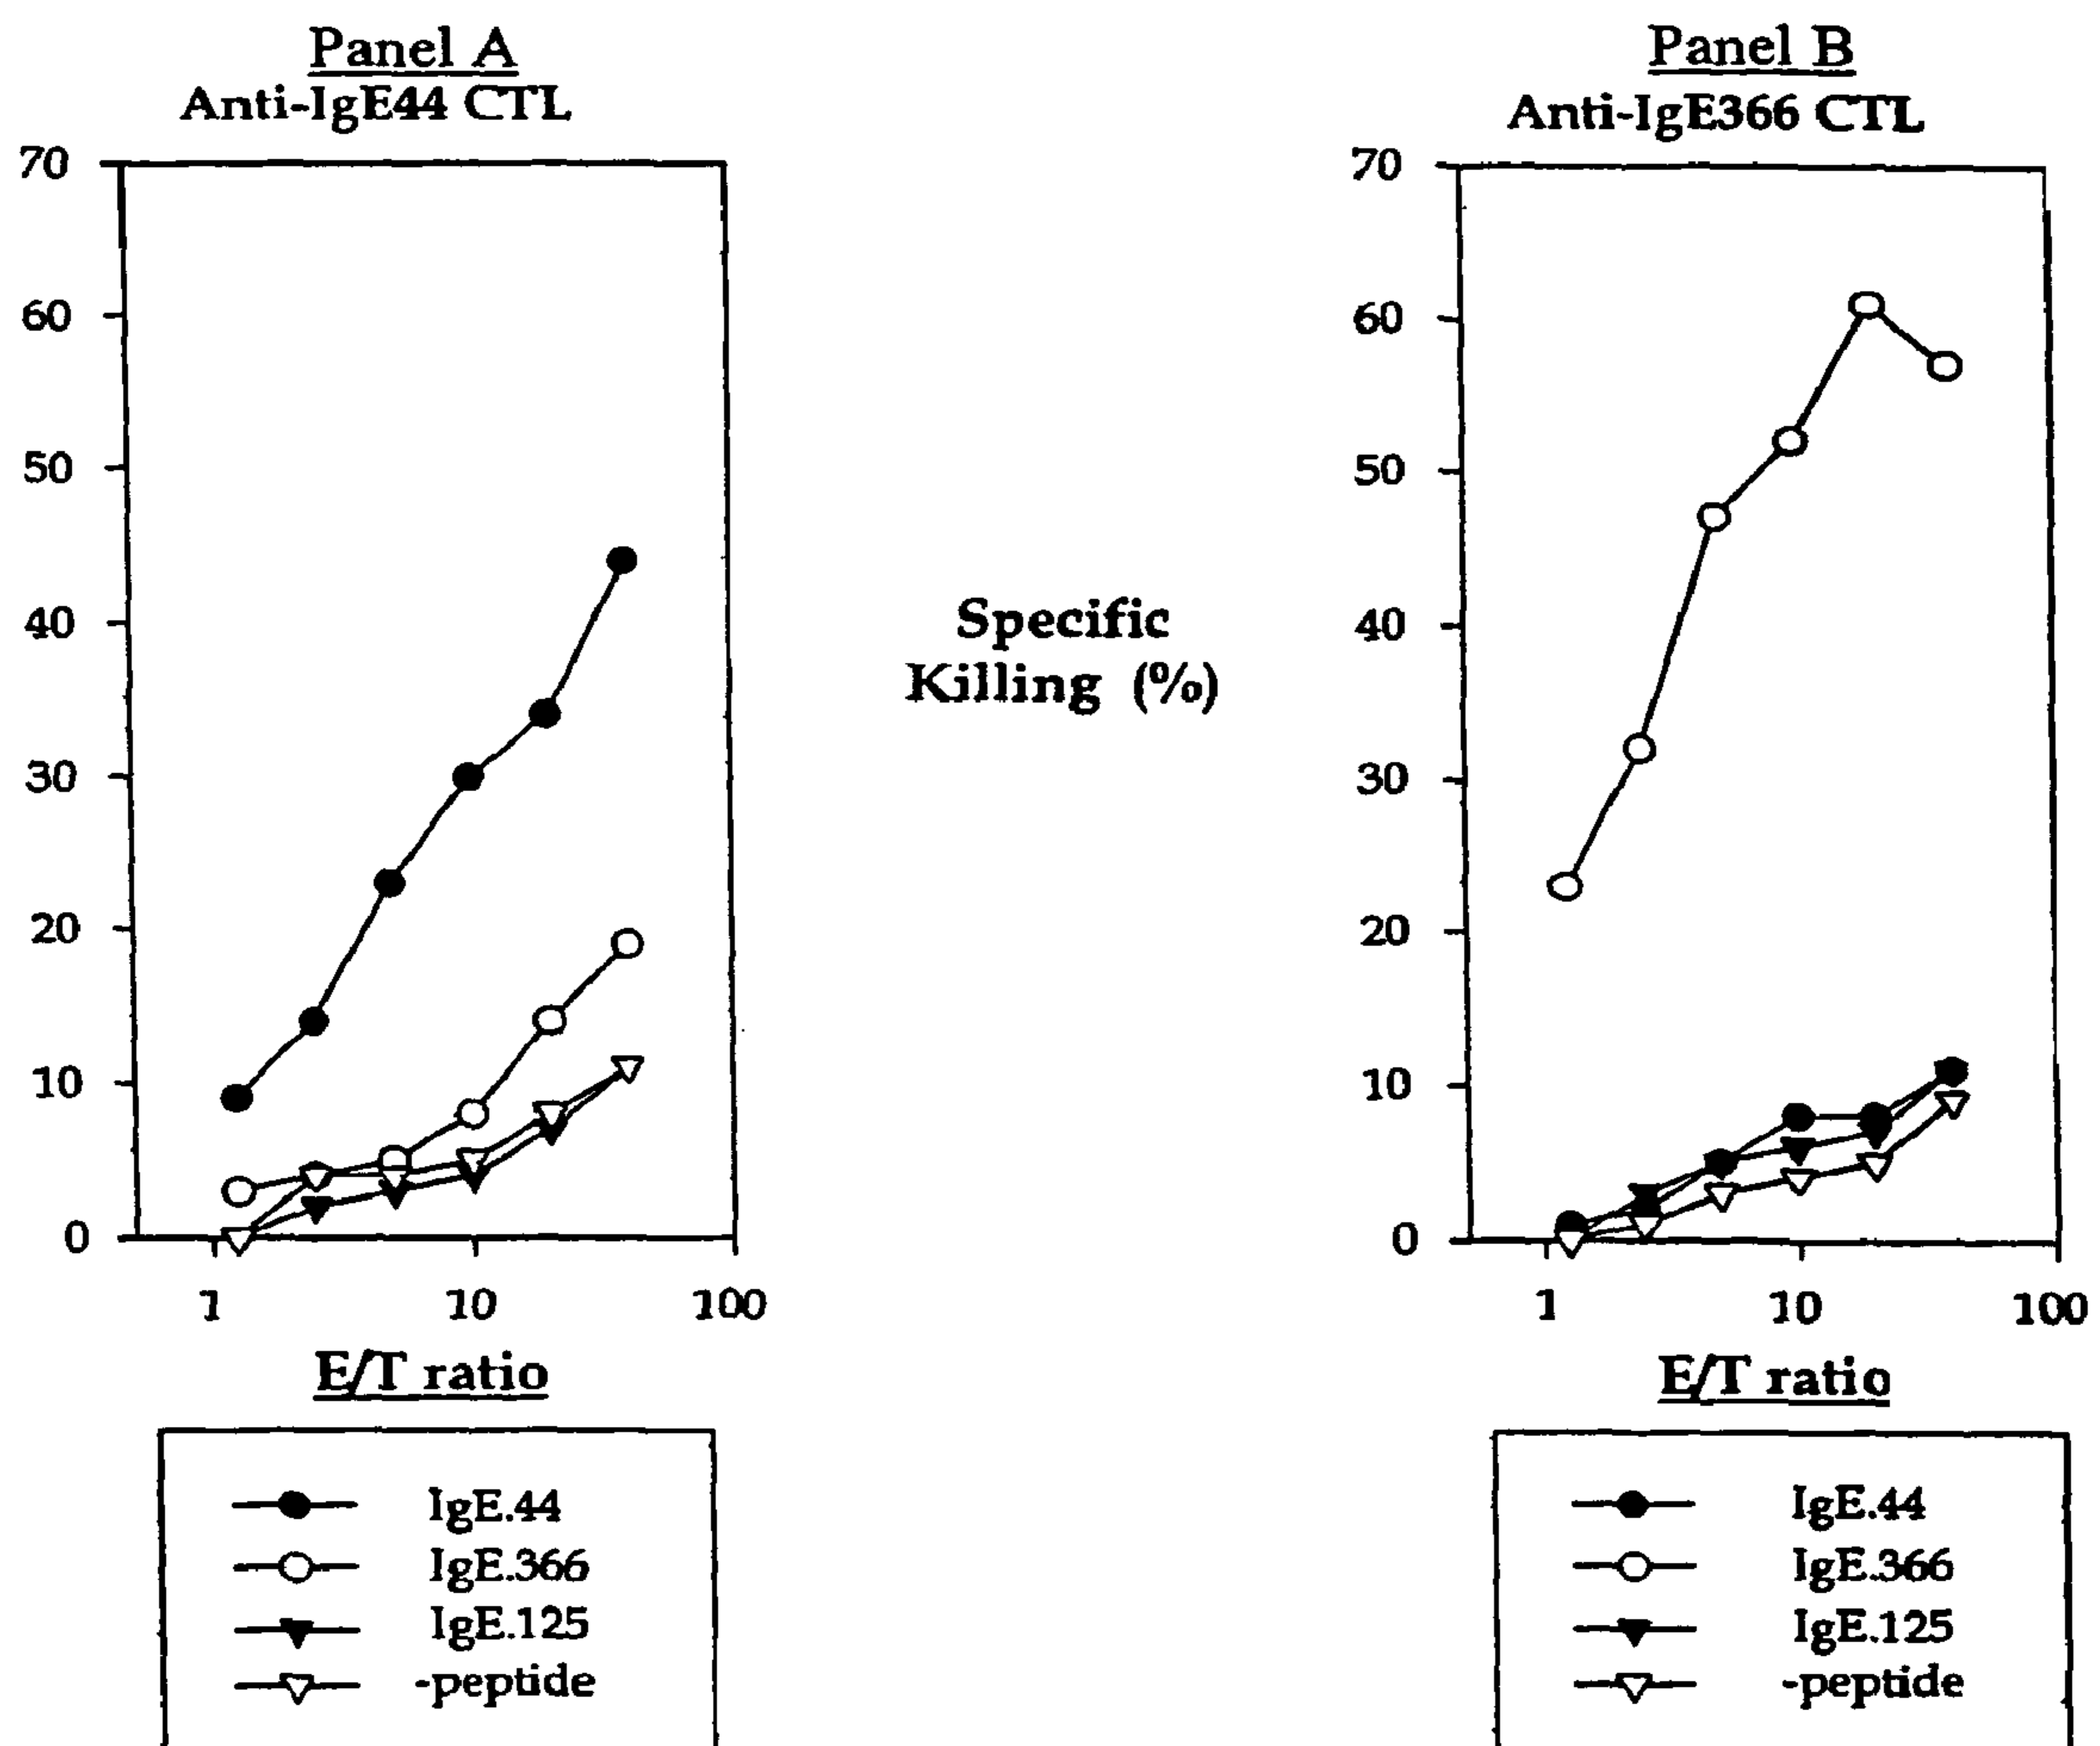 Panel A
Anti-IgE44 CTL
70
60
50
40
30
20
10
0
1 10 100
E/T ratio
IgE.44
IgE.366
IgE.125
-peptide
Specific
Killing (%)
Panel B
Anti-IgE366 CTL
70
60
50
40
30
20
10
0
1 10 100
E/T ratio
IgE.44
IgE.366
IgE.125
-peptide